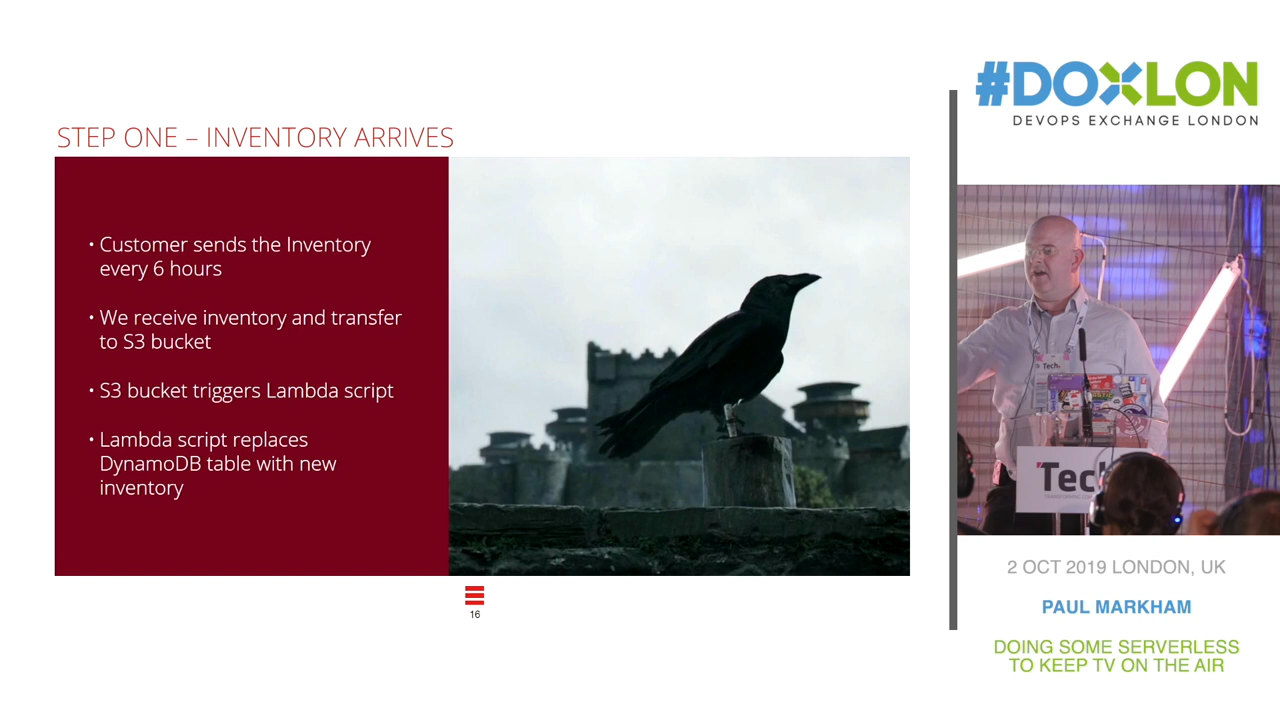 #DOXLON
DEVOPS EXCHANGE LONDON
STEP ONE – INVENTORY ARRIVES
• Customer sends the Inventory
every 6 hours
• We receive inventory and transfer
to S3 bucket
• S3 bucket triggers Lambda script
• Lambda script replaces
DynamoDB table with new
inventory
16
Tech
Tech
2 OCT 2019 LONDON, UK
PAUL MARKHAM
DOING SOME SERVERLESS
TO KEEP TV ON THE AIR